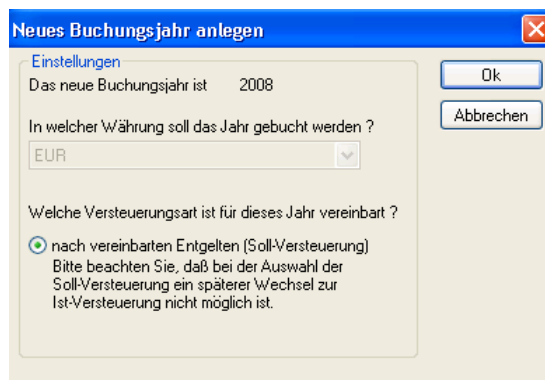 Neues Buchungsjahr anlegen
Einstellungen
Das neue Buchungsjahr ist 2008
Ok
Abbrechen
In welcher Währung soll das Jahr gebucht werden ?
EUR
Welche Versteuerungsart ist für dieses Jahr vereinbart ?
nach vereinbarten Entgelten (Soll-Versteuerung)
Bitte beachten Sie, daß bei der Auswahl der
Soll-Versteuerung ein späterer Wechsel zur
Ist-Versteuerung nicht möglich ist.